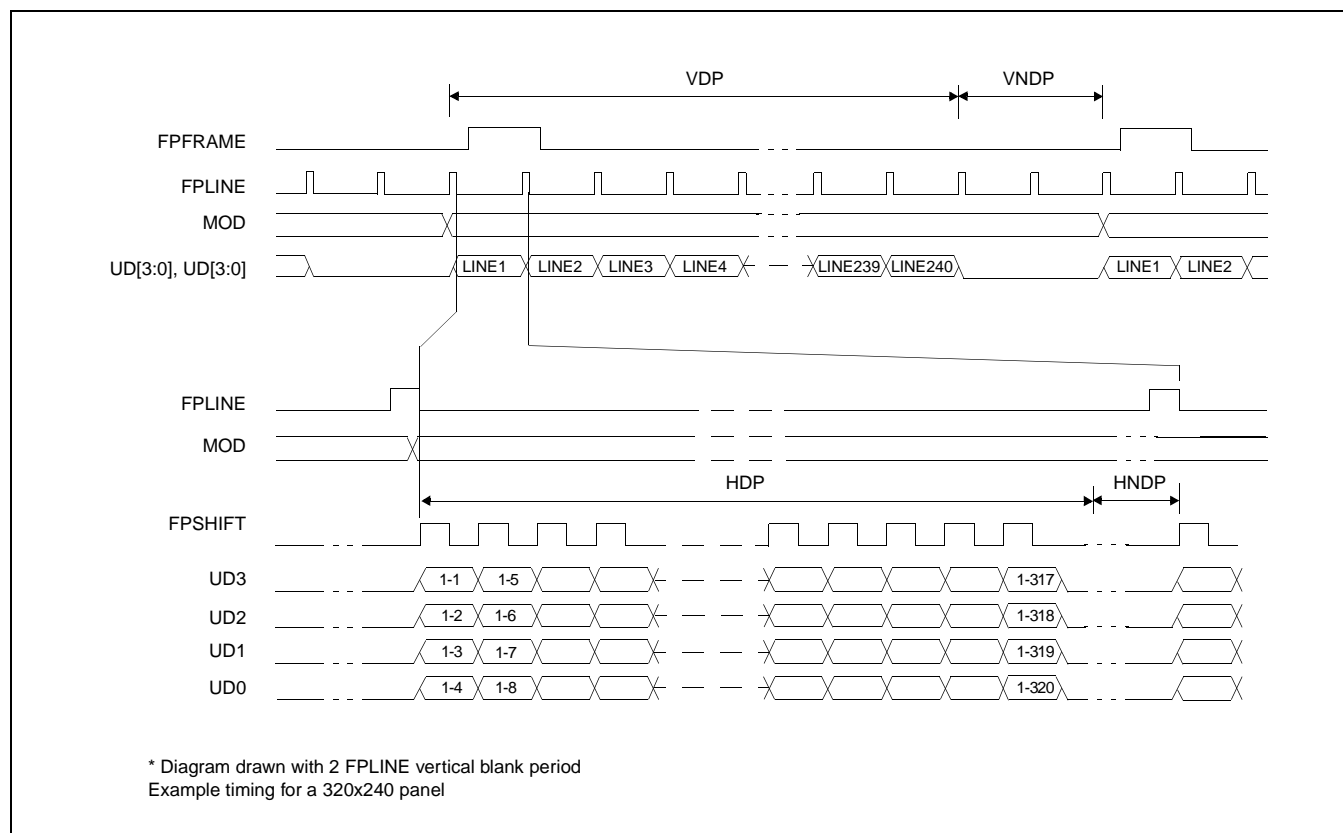 VDP VNDP
FPFRAME
FPLINE
MOD
UD[3:0], UD[3:0] LINE1 LINE2 LINE3 LINE4 LINE239 LINE240 LINE1 LINE2
FPLINE
MOD
HDP HNDP
FPSHIFT
UD3 1-1 1-5 1-317
UD2 1-2 1-6 1-318
UD1 1-3 1-7 1-319
UD0 1-4 1-8 1-320
* Diagram drawn with 2 FPLINE vertical blank period
Example timing for a 320x240 panel